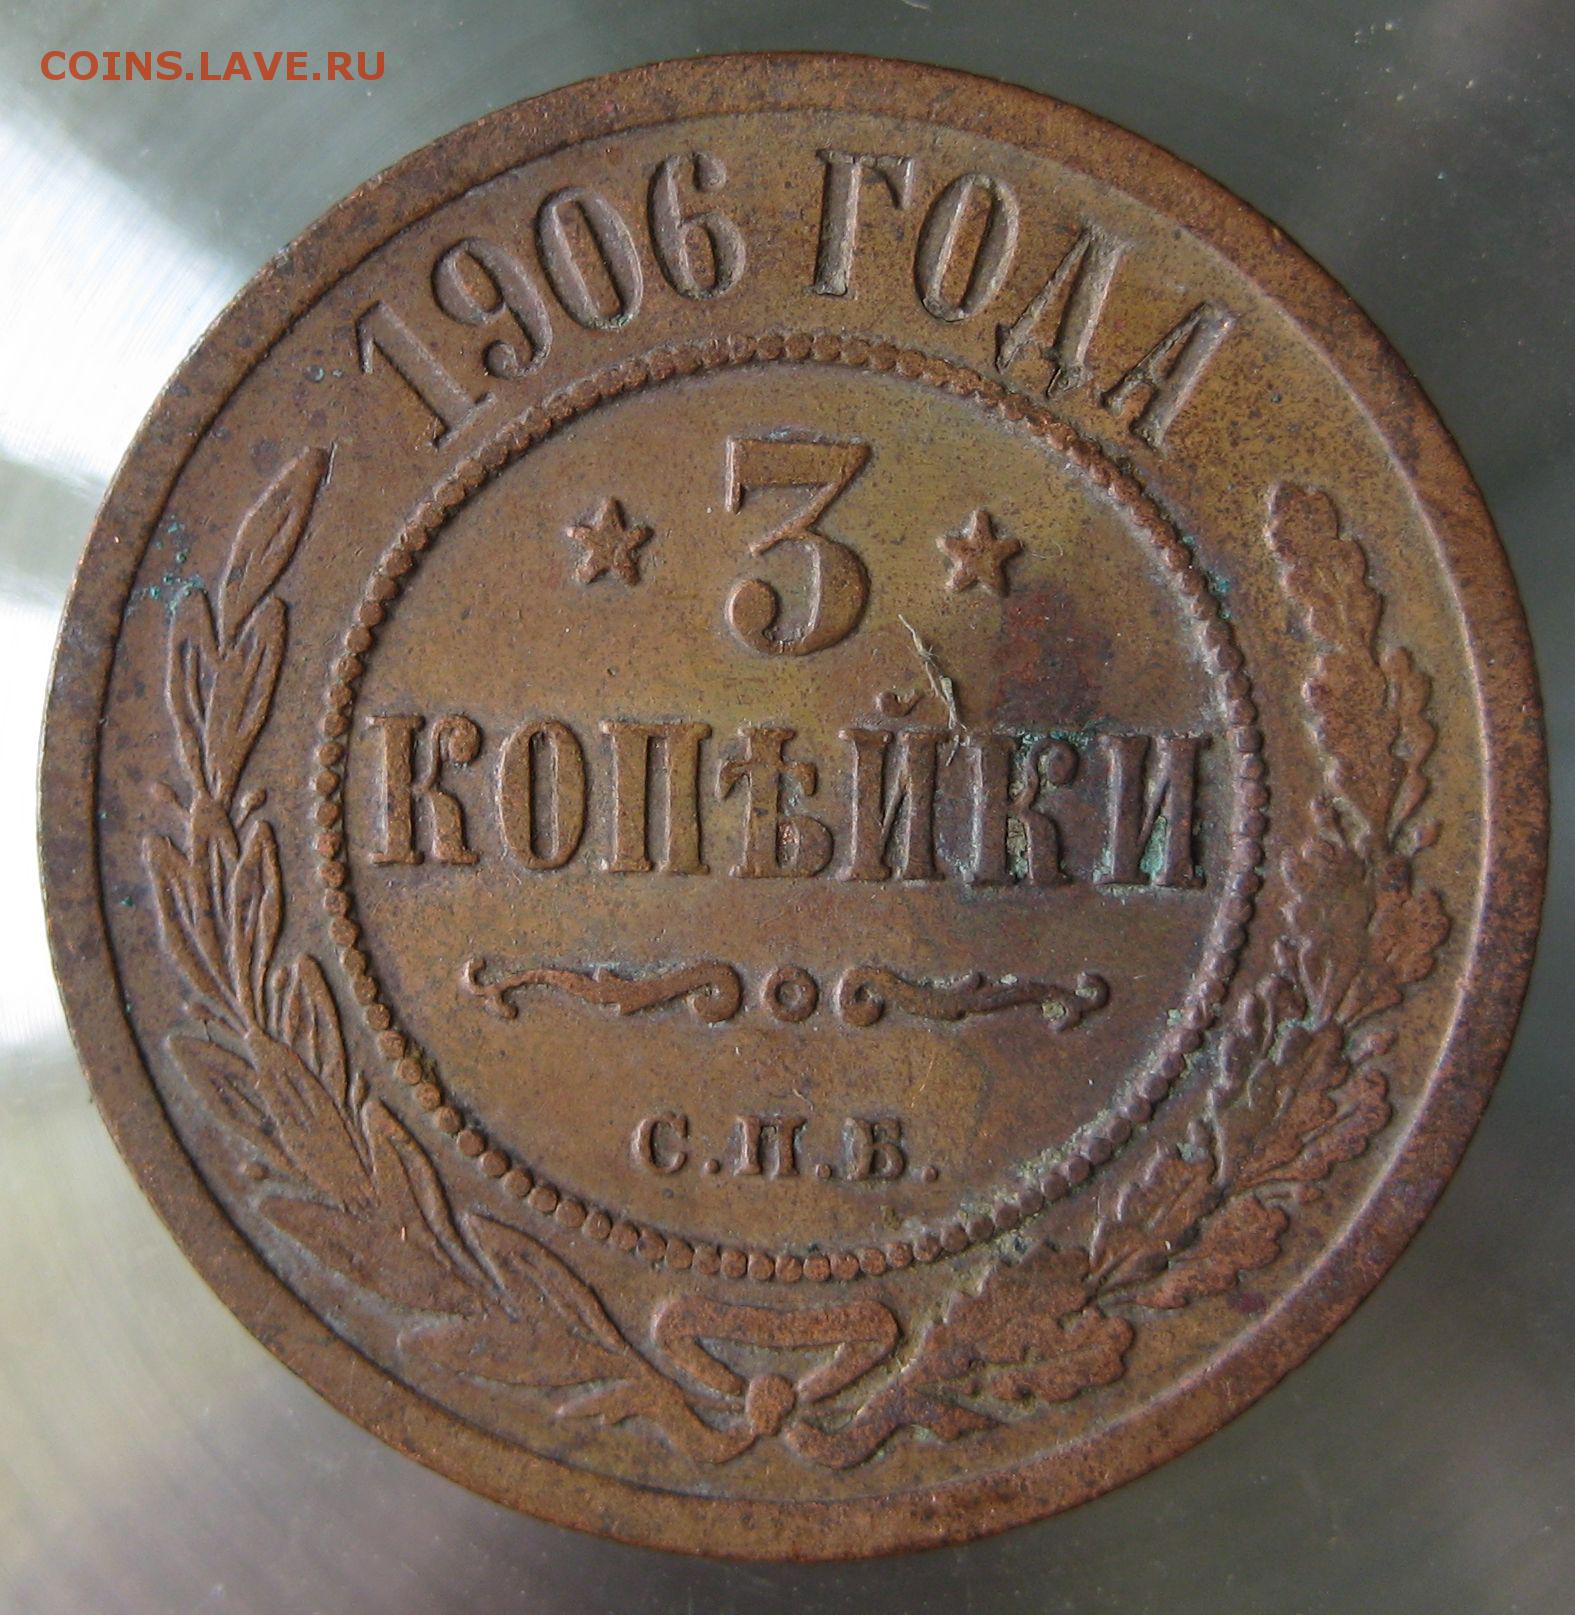 COINS.LAVE.RU
1906 ГОДА
3
КОПѢЙКИ
С.П.Б.